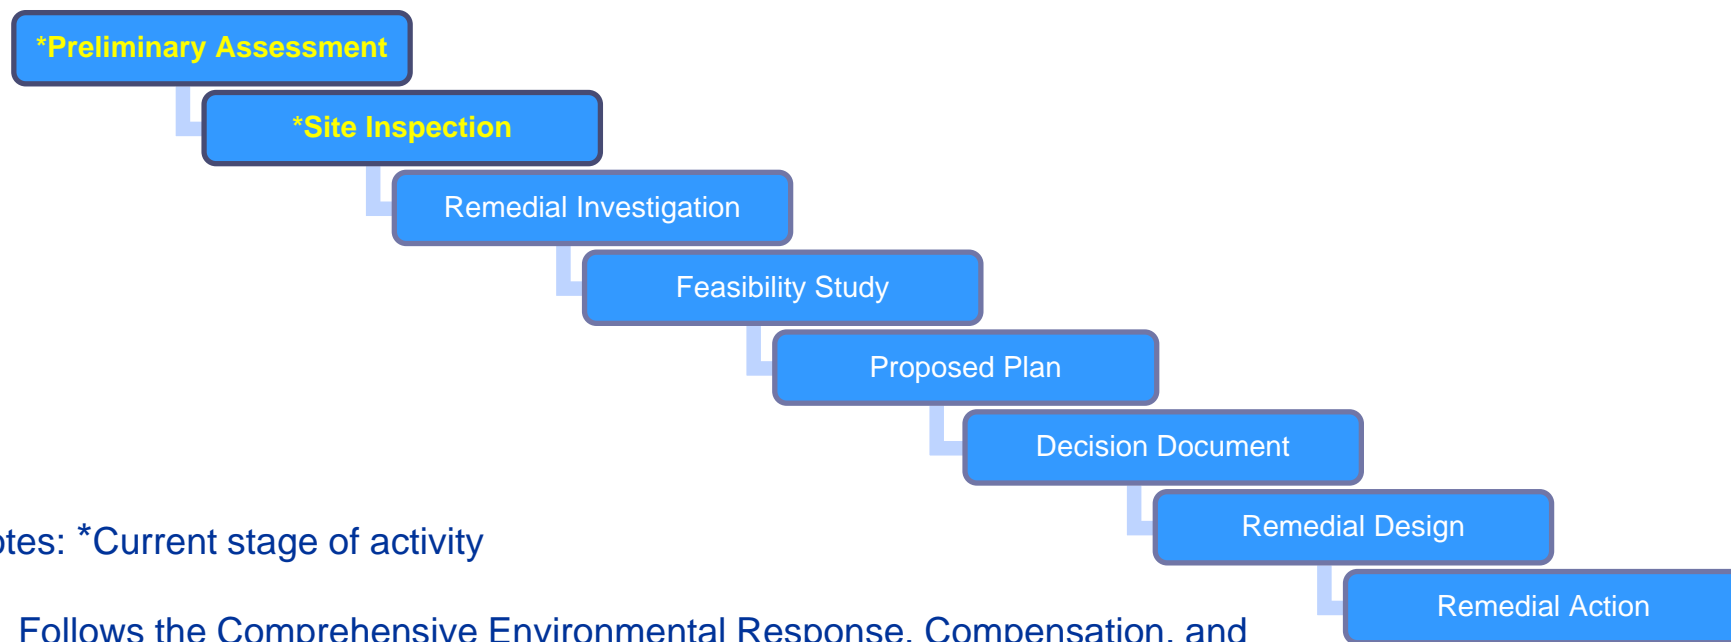 *Preliminary Assessment
*Site Inspection
Remedial Investigation
Feasibility Study
Proposed Plan
Decision Document
Remedial Design
Remedial Action
otes: *Current stage of activity
Follows the Comprehensive Environmental Response, Compensation, and